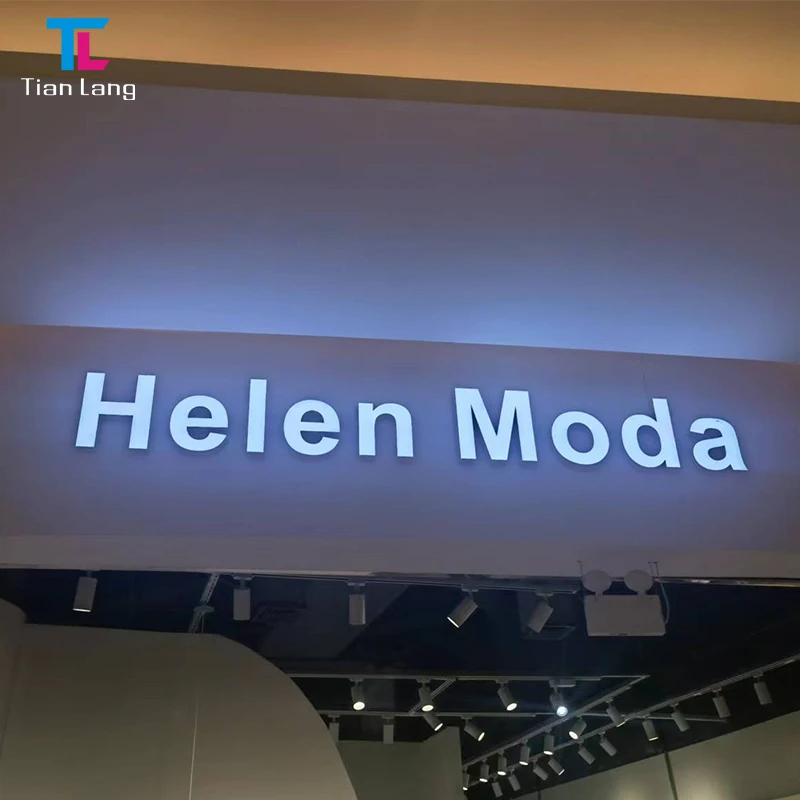 TL
Tian Lang
Helen Moda